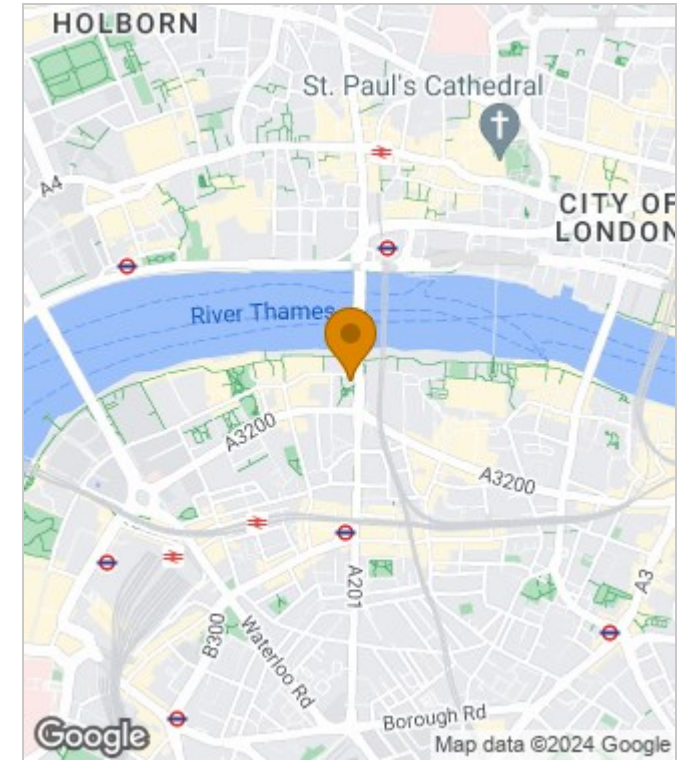 HOLBORN
St. Paul's Cathedral
A4
CITY OF
LONDON
River Thames
A3200
A3200
A201
A3
B300
Waterloo Rd
Borough Rd
Google
Map data ©2024 Google